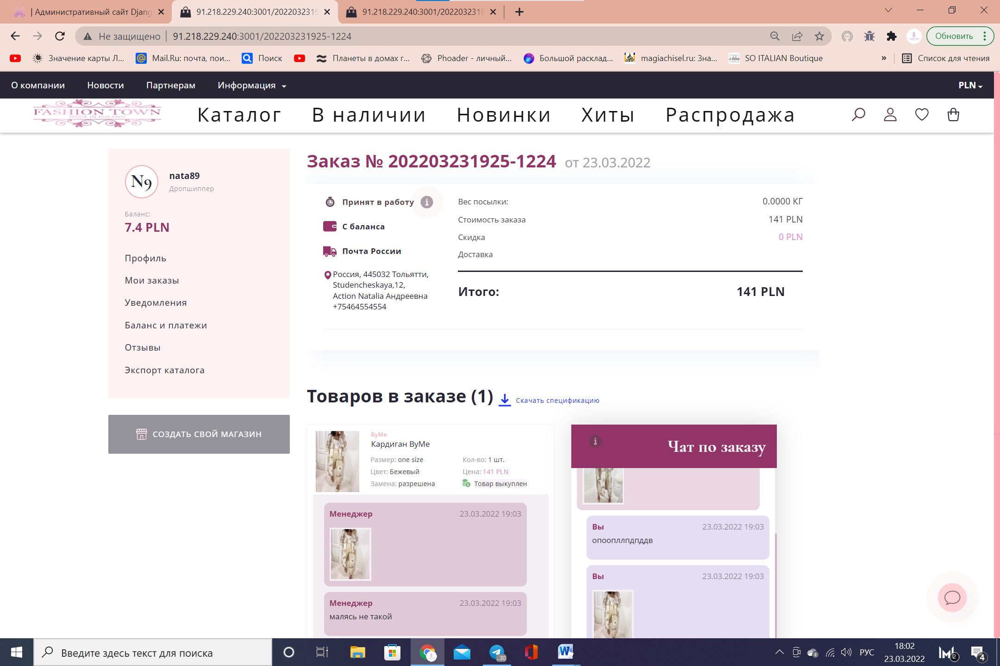 | Административный сайт Djang
91.218.229.240:3001/2022032319
91.218.229.240:3001/2022032318
Не защищено
91.218.229.240:3001/202203231925-1224
Обновить
Значение карты Л...
Mail.Ru: почта, пои...
Поиск
Планеты в домах г...
Phoader - личный...
Большой расклад...
magiachisel.ru: Зна...
SO ITALIAN Boutique
»
Список для чтения
О компании
Новости
Партнерам
Информация
PLN
FASHION TOWN
MADE IN POLAND
Каталог
В наличии
Новинки
Хиты
Распродажа
N9
nata89
Дропшиппер
Баланс:
7.4 PLN
Профиль
Мои заказы
Уведомления
Баланс и платежи
Отзывы
Экспорт каталога
СОЗДАТЬ СВОЙ МАГАЗИН
Заказ № 202203231925-1224 от 23.03.2022
Принят в работу
С баланса
Почта России
Россия, 445032 Тольятти,
Studencheskaya,12,
Action Natalia Андреевна
+75464554554
Вес посылки: 0.0000 КГ
Стоимость заказа 141 PLN
Скидка 0 PLN
Доставка
Итого: 141 PLN
Товаров в заказе (1)
Скачать спецификацию
ByMe
Кардиган ByMe
Размер: one size
Кол-во: 1 шт.
Цвет: Бежевый
Цена: 141 PLN
Замена: разрешена
Товар выкуплен
Менеджер 23.03.2022 19:03
Менеджер 23.03.2022 19:03
малясь не такой
Чат по заказу
Вы 23.03.2022 19:03
опоопллпдпддв
Вы 23.03.2022 19:03
Введите здесь текст для поиска
..30
РУС
18:02
23.03.2022
2
4